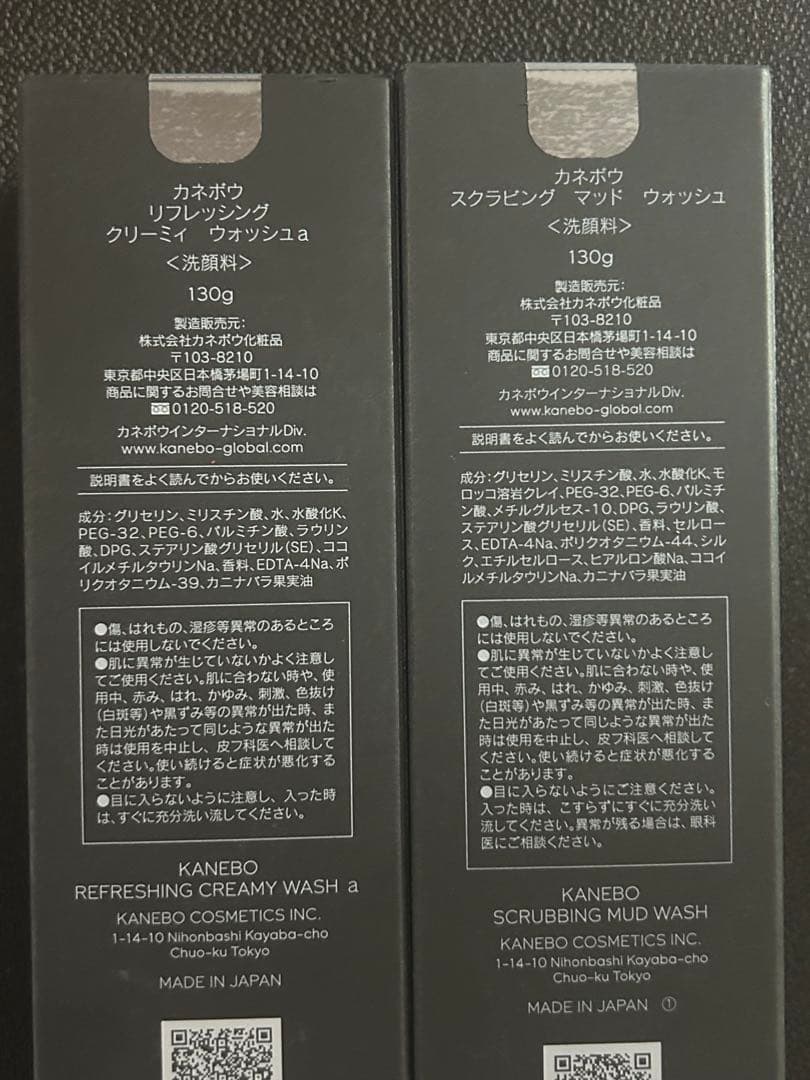 カネボウ
リフレッシング
クリーミィ ウォッシュa
＜洗顔料＞
130g
製造販売元：
株式会社カネボウ化粧品
〒103-8210
東京都中央区日本橋茅場町1-14-10
商品に関するお問合せや美容相談は
0120-518-520
カネボウインターナショナルDiv.
www.kanebo-global.com
説明書をよく読んでからお使いください。
成分：グリセリン、ミリスチン酸、水、水酸化K、
PEG-32、PEG-6、パルミチン酸、ラウリン
酸、DPG、ステアリン酸グリセリル（SE）、ココ
イルメチルタウリンNa、香料、EDTA-4Na、ポ
リクオタニウム-39、カニナバラ果実油
●傷、はれもの、湿疹等異常のあるところ
には使用しないでください。
●肌に異常が生じていないかよく注意し
てご使用ください。肌に合わない時や、使
用中、赤み、はれ、かゆみ、刺激、色抜け
（白斑等）や黒ずみ等の異常が出た時、ま
た日光があたって同じような異常が出た
時は使用を中止し、皮フ科医へ相談して
ください。使い続けると症状が悪化する
ことがあります。
●目に入らないように注意し、入った時
は、すぐに充分洗い流してください。
KANEBO
REFRESHING CREAMY WASH a
KANEBO COSMETICS INC.
1-14-10 Nihonbashi Kayaba-cho
Chuo-ku Tokyo
MADE IN JAPAN
カネボウ
スクラビング マッド ウォッシュ
＜洗顔料＞
130g
製造販売元：
株式会社カネボウ化粧品
〒103-8210
東京都中央区日本橋茅場町1-14-10
商品に関するお問合せや美容相談は
0120-518-520
カネボウインターナショナルDiv.
www.kanebo-global.com
説明書をよく読んでからお使いください。
成分：グリセリン、ミリスチン酸、水、水酸化K、モ
ロッコ溶岩クレイ、PEG-32、PEG-6、パルミチ
ン酸、メチルグルセス-10、DPG、ラウリン酸、
ステアリン酸グリセリル（SE）、香料、セルロー
ス、EDTA-4Na、ポリクオタニウム-44、シル
ク、エチルセルロース、ヒアルロン酸Na、ココイ
ルメチルタウリンNa、カニナバラ果実油
●傷、はれもの、湿疹等異常のあるところ
には使用しないでください。
●肌に異常が生じていないかよく注意し
てご使用ください。肌に合わない時や、使
用中、赤み、はれ、かゆみ、刺激、色抜け
（白斑等）や黒ずみ等の異常が出た時、ま
た日光があたって同じような異常が出た
時は使用を中止し、皮フ科医へ相談して
ください。使い続けると症状が悪化する
ことがあります。
●目に入らないようにご注意ください。
入った時は、こすらずにすぐに充分洗い
流してください。異常が残る場合は、眼科
医にご相談ください。
KANEBO
SCRUBBING MUD WASH
KANEBO COSMETICS INC.
1-14-10 Nihonbashi Kayaba-cho
Chuo-ku Tokyo
MADE IN JAPAN ①